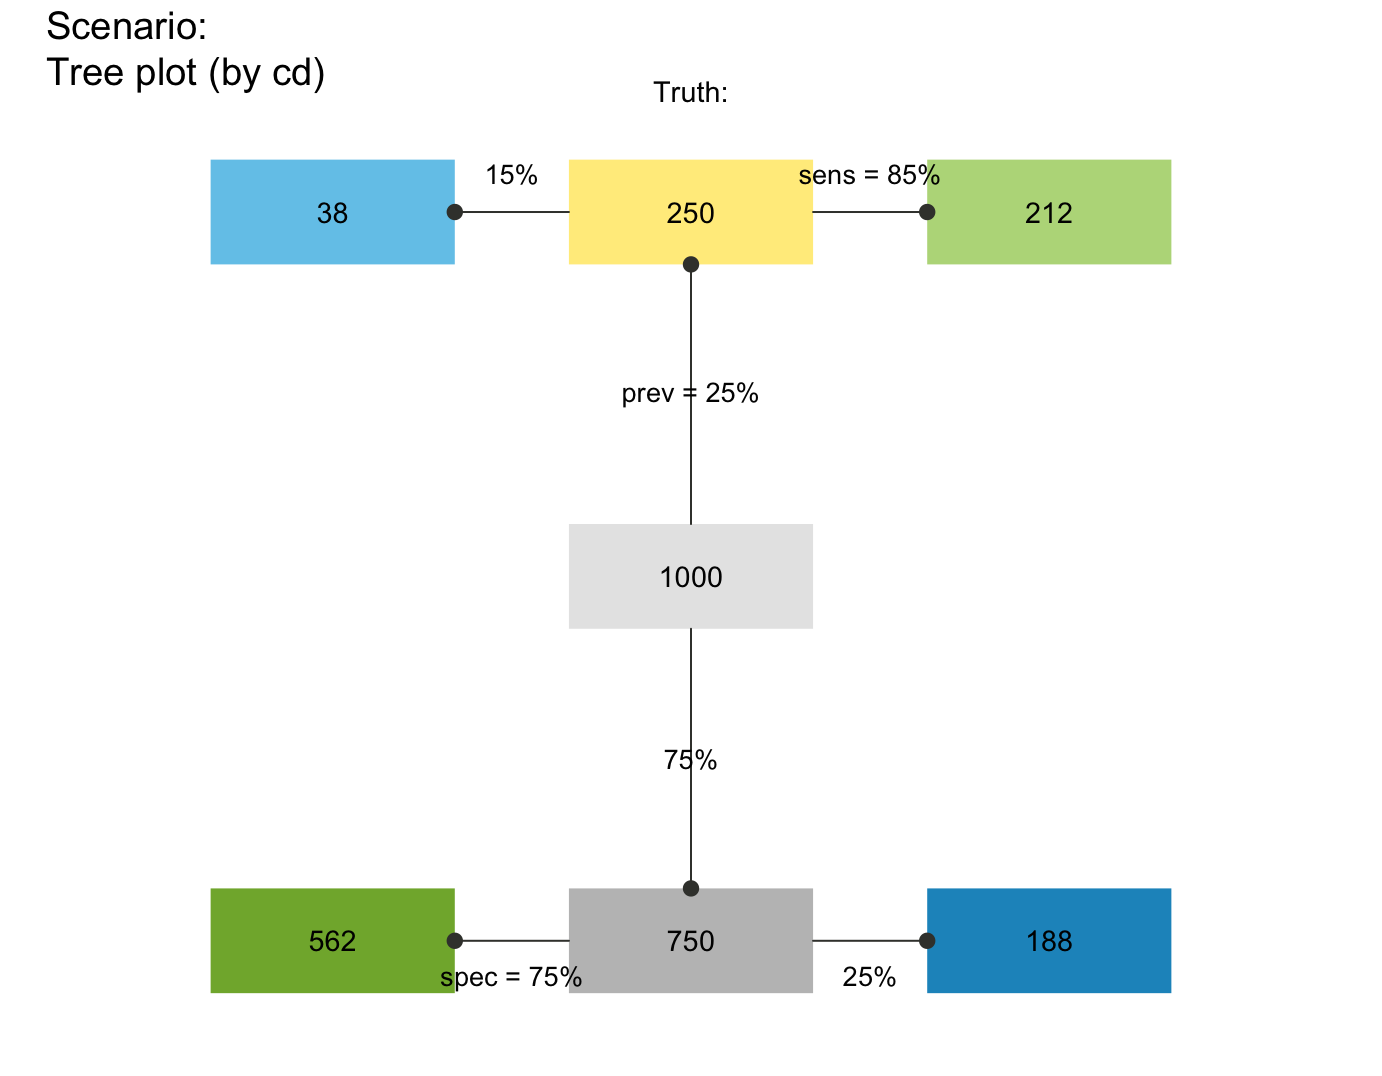 Scenario:
Tree plot (by cd)
Truth:
15%
sens = 85%
38
250
212
prev = 25%
1000
75%
562
750
188
spec = 75%
25%